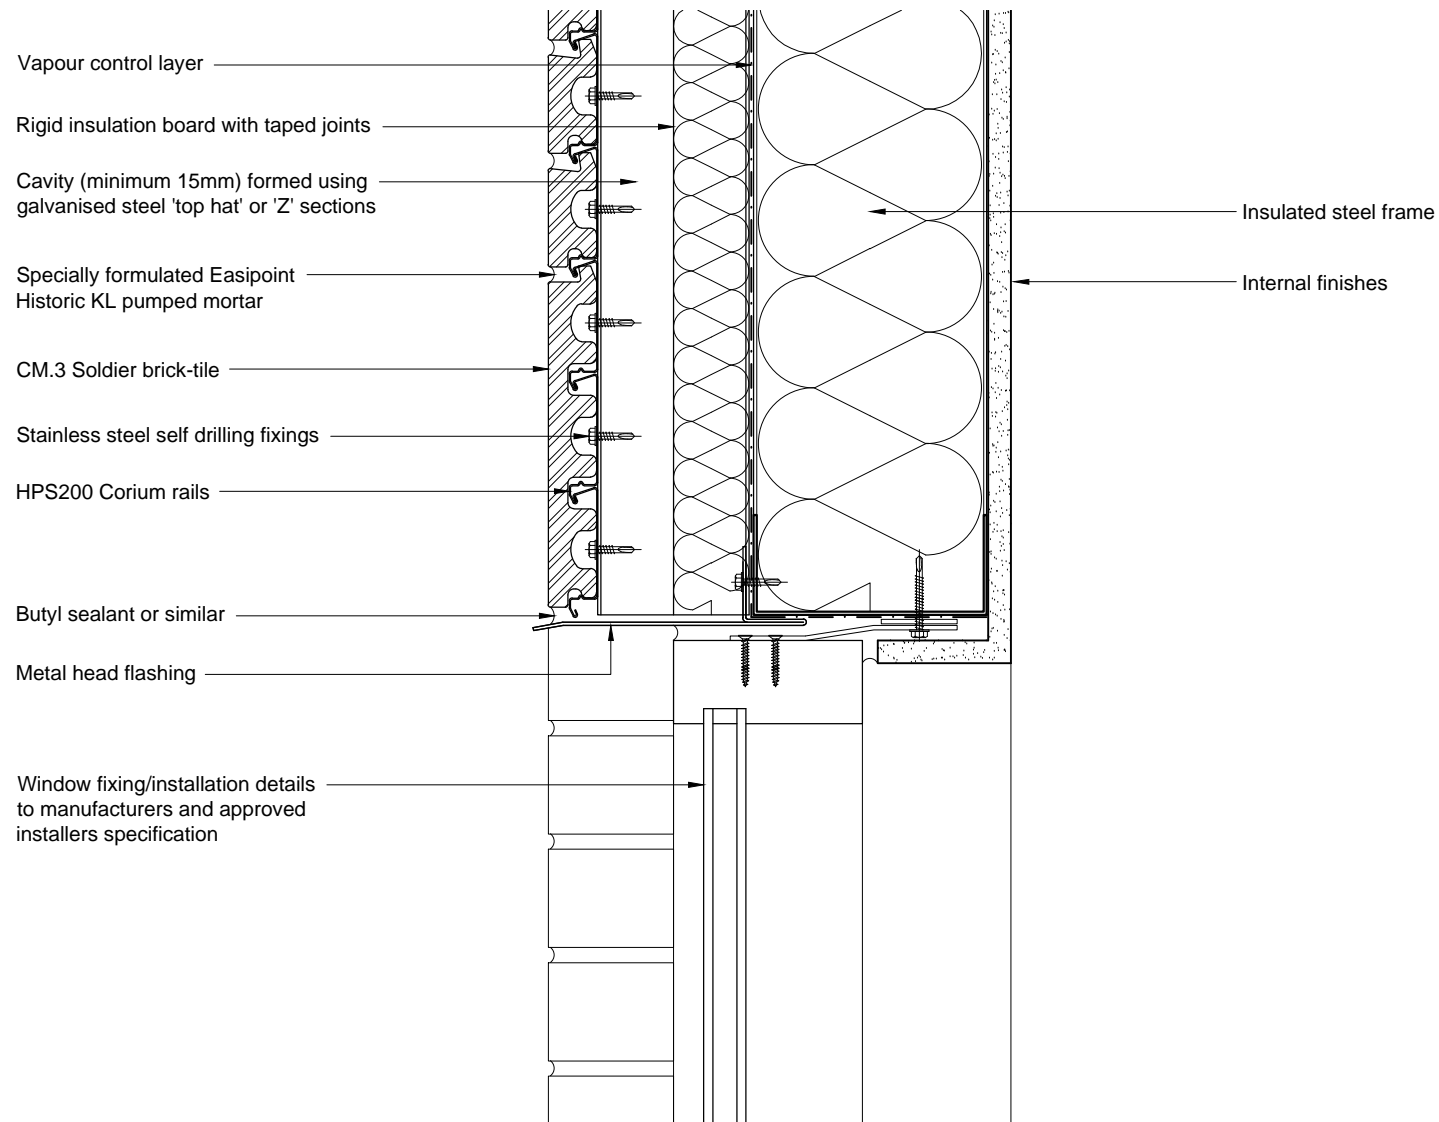 Vapour control layer
Rigid insulation board with taped joints
Cavity (minimum 15mm) formed using
galvanised steel 'top hat' or 'Z' sections
Specially formulated Easipoint
Historic KL pumped mortar
CM.3 Soldier brick-tile
Stainless steel self drilling fixings
HPS200 Corium rails
Butyl sealant or similar
Metal head flashing
Window fixing/installation details
to manufacturers and approved
installers specification
Insulated steel frame
Internal finishes